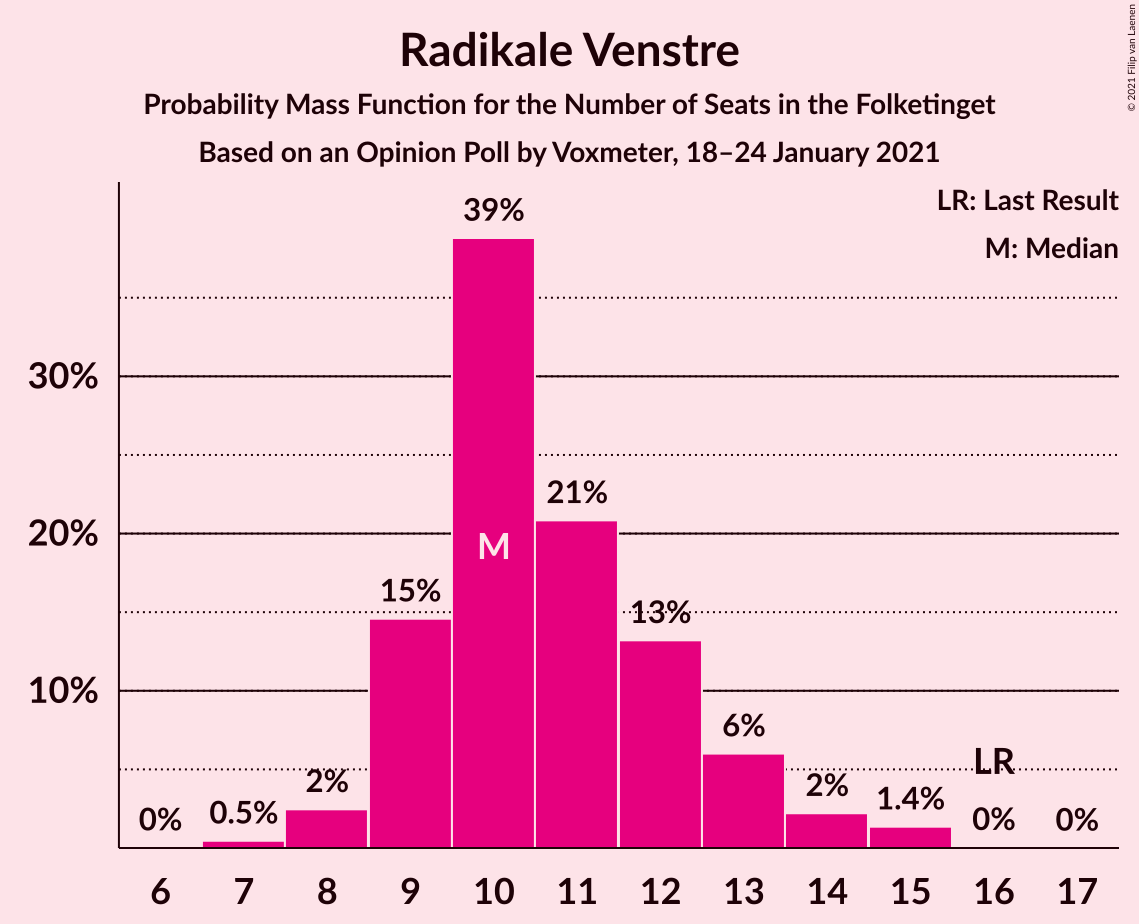 Radikale Venstre
Probability Mass Function for the Number of Seats in the Folketinget
Based on an Opinion Poll by Voxmeter, 18–24 January 2021
© 2021 Filip van Laenen
LR: Last Result
M: Median
39%
30%
21%
20%
M
15%
13%
10%
6%
LR
2%
2%
1.4%
0.5%
0%
0%
0%
6 7 8 9 10 11 12 13 14 15 16 17